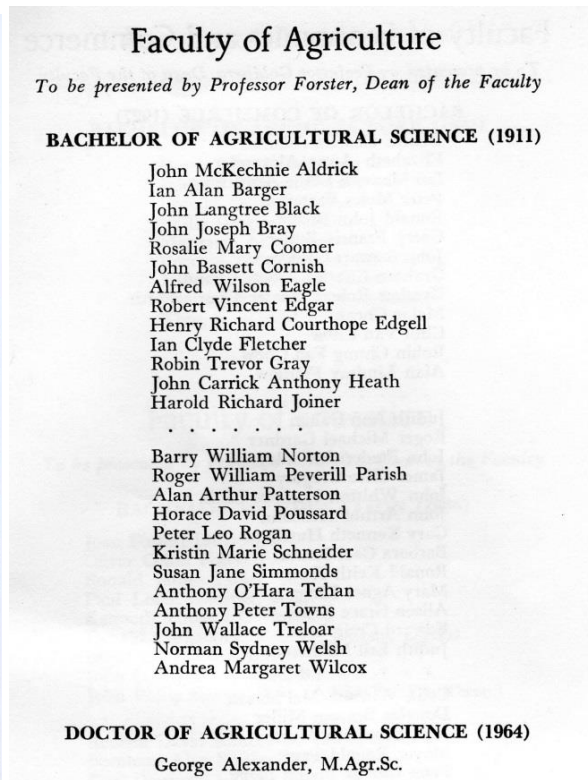 Faculty of Agriculture
To be presented by Professor Forster, Dean of the Faculty
BACHELOR OF AGRICULTURAL SCIENCE (1911)
John McKechnie Aldrick
Ian Alan Barger
John Langtree Black
John Joseph Bray
Rosalie Mary Coomer
John Bassett Cornish
Alfred Wilson Eagle
Robert Vincent Edgar
Henry Richard Courthope Edgell
Ian Clyde Fletcher
Robin Trevor Gray
John Carrick Anthony Heath
Harold Richard Joiner
. . . .
Barry William Norton
Roger William Peverill Parish
Alan Arthur Patterson
Horace David Poussard
Peter Leo Rogan
Kristin Marie Schneider
Susan Jane Simmonds
Anthony O'Hara Tehan
Anthony Peter Towns
John Wallace Treloar
Norman Sydney Welsh
Andrea Margaret Wilcox
DOCTOR OF AGRICULTURAL SCIENCE (1964)
George Alexander, M.Agr.Sc.